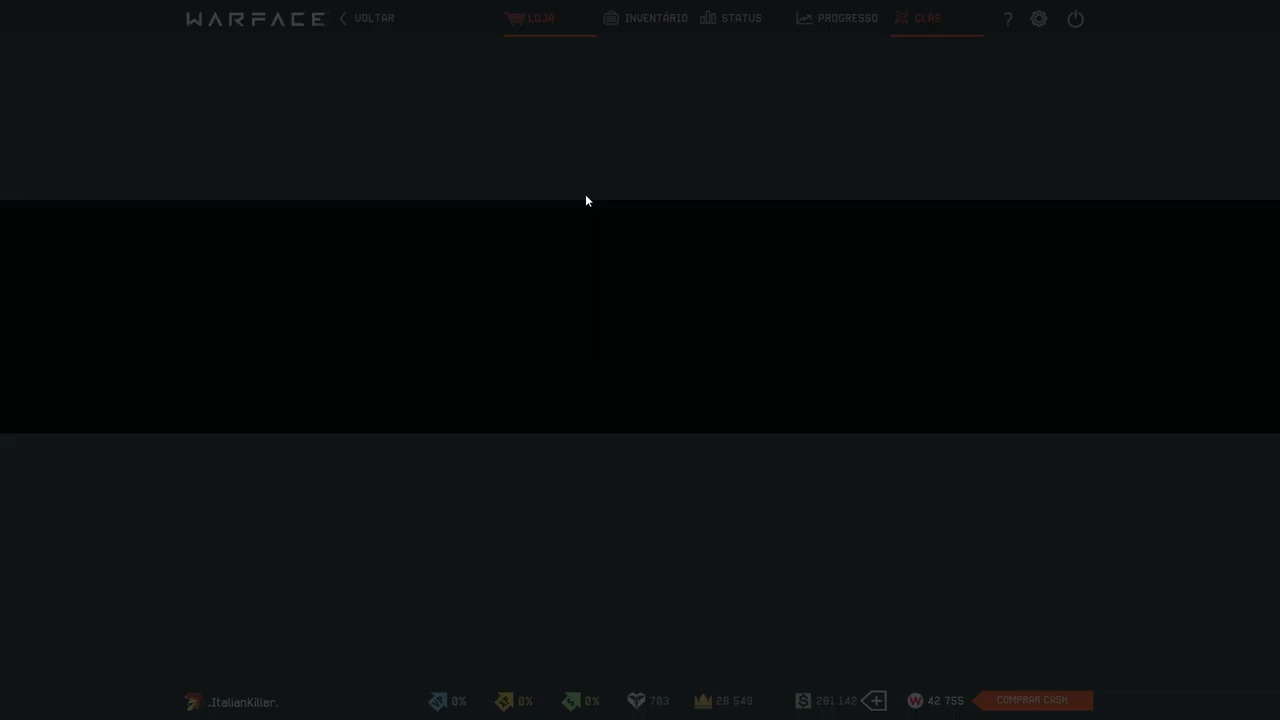 WARFACE VOLTAR LOJA INVENTÁRIO STATUS PROGRESSO CLÃS ?
.ItalianKiller. 0% 0% 0% 703 28 549 281 142 42 755 COMPRAR CASH